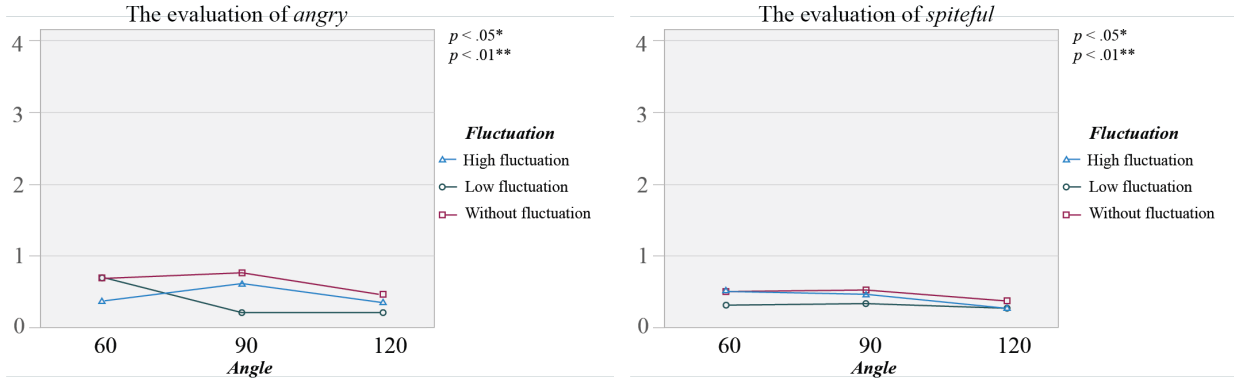 The evaluation of angry
4
3
2
1
0
60 90 120
Angle
p < .05*
p < .01**
Fluctuation
High fluctuation
Low fluctuation
Without fluctuation
The evaluation of spiteful
4
3
2
1
0
60 90 120
Angle
p < .05*
p < .01**
Fluctuation
High fluctuation
Low fluctuation
Without fluctuation